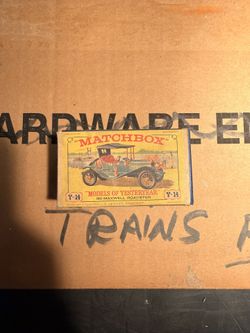 ARDWARE E
MATCHBOX
"MODELS OF YESTERYEAR"
Y-14
1911 MAXWELL ROADSTER
Y-14
TRAINS